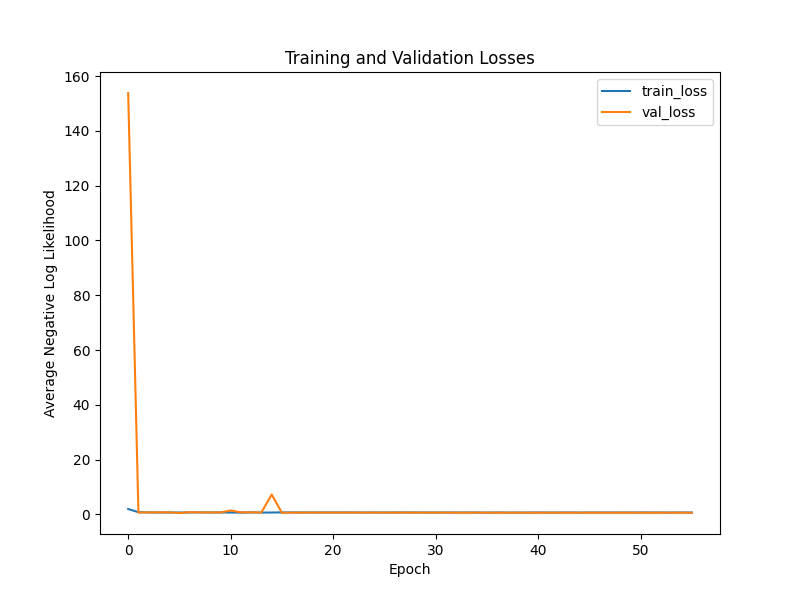 Training and Validation Losses
train_loss
val_loss
Average Negative Log Likelihood
160
140
120
100
80
60
40
20
0
0 10 20 30 40 50
Epoch